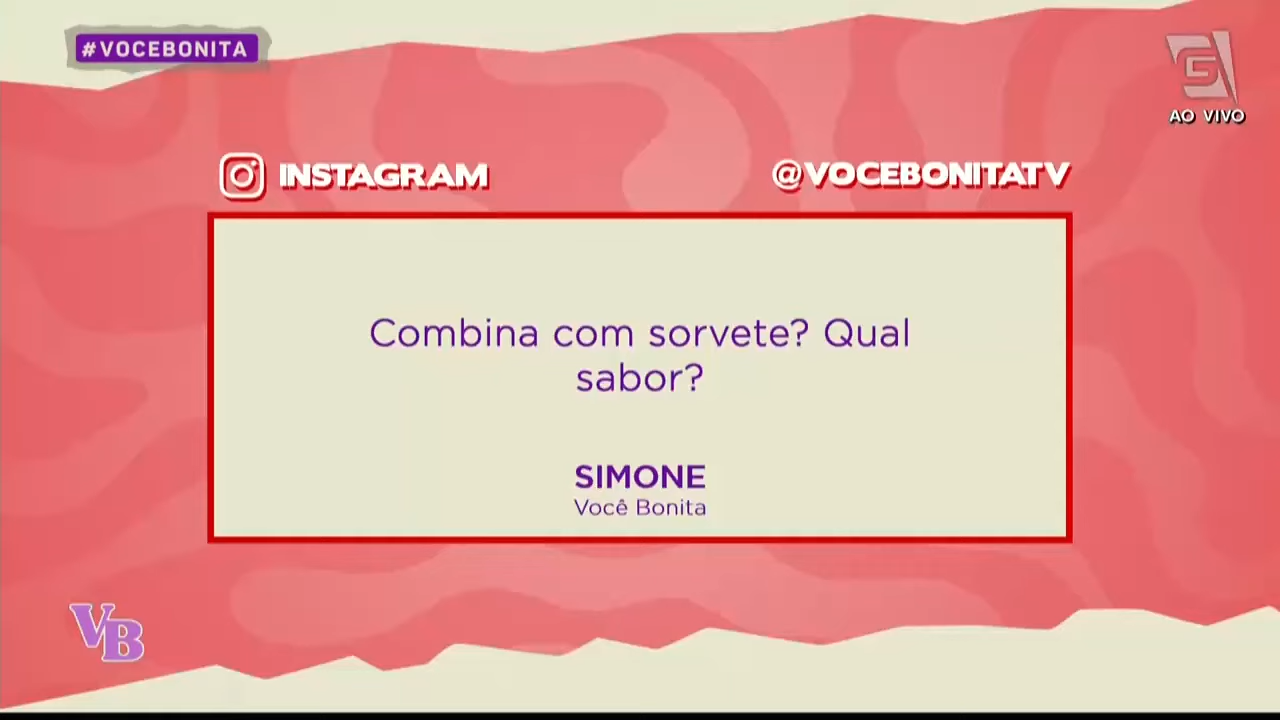 #VOCEBONITA
AO VIVO
INSTAGRAM
@VOCEBONITATV
Combina com sorvete? Qual
sabor?
SIMONE
Você Bonita
VB